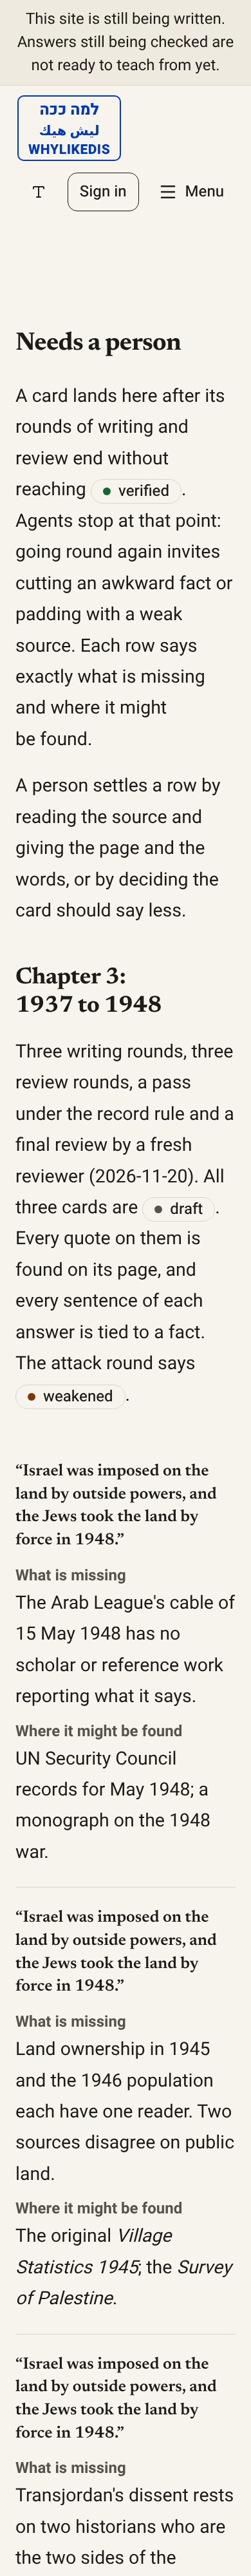 This site is still being written.
Answers still being checked are
not ready to teach from yet.
למה ככה
ليش هيك
WHYLIKEDIS
T Sign in Menu
Needs a person
A card lands here after its
rounds of writing and
review end without
reaching verified.
Agents stop at that point:
going round again invites
cutting an awkward fact or
padding with a weak
source. Each row says
exactly what is missing
and where it might
be found.
A person settles a row by
reading the source and
giving the page and the
words, or by deciding the
card should say less.
Chapter 3:
1937 to 1948
Three writing rounds, three
review rounds, a pass
under the record rule and a
final review by a fresh
reviewer (2026-11-20). All
three cards are draft.
Every quote on them is
found on its page, and
every sentence of each
answer is tied to a fact.
The attack round says
weakened.
“Israel was imposed on the
land by outside powers, and
the Jews took the land by
force in 1948.”
What is missing
The Arab League's cable of
15 May 1948 has no
scholar or reference work
reporting what it says.
Where it might be found
UN Security Council
records for May 1948; a
monograph on the 1948
war.
“Israel was imposed on the
land by outside powers, and
the Jews took the land by
force in 1948.”
What is missing
Land ownership in 1945
and the 1946 population
each have one reader. Two
sources disagree on public
land.
Where it might be found
The original Village
Statistics 1945; the Survey
of Palestine.
“Israel was imposed on the
land by outside powers, and
the Jews took the land by
force in 1948.”
What is missing
Transjordan's dissent rests
on two historians who are
the two sides of the